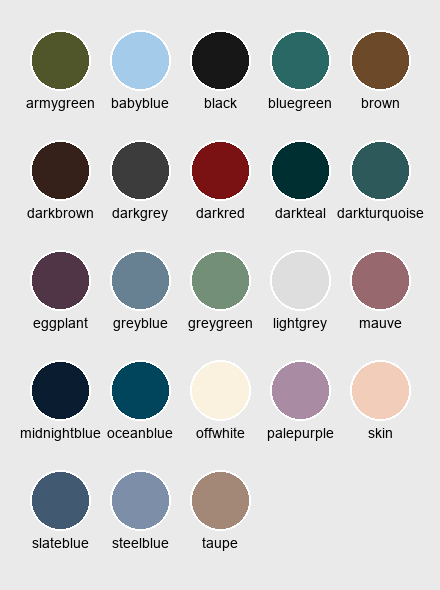 armygreen babyblue black bluegreen brown
darkbrown darkgrey darkred darkteal darkturquoise
eggplant greyblue greygreen lightgrey mauve
midnightblue oceanblue offwhite palepurple skin
slateblue steelblue taupe